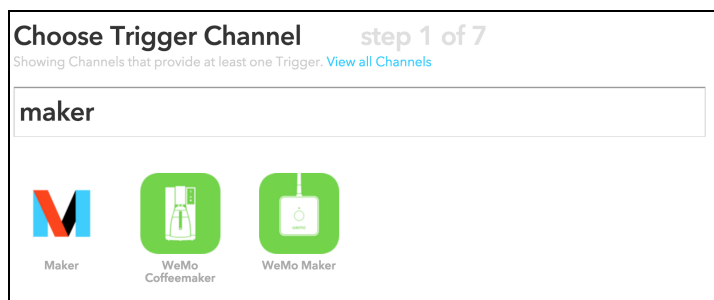 Choose Trigger Channel step 1 of 7
Showing Channels that provide at least one Trigger. View all Channels
maker
Maker
WeMo
Coffeemaker
WeMo Maker